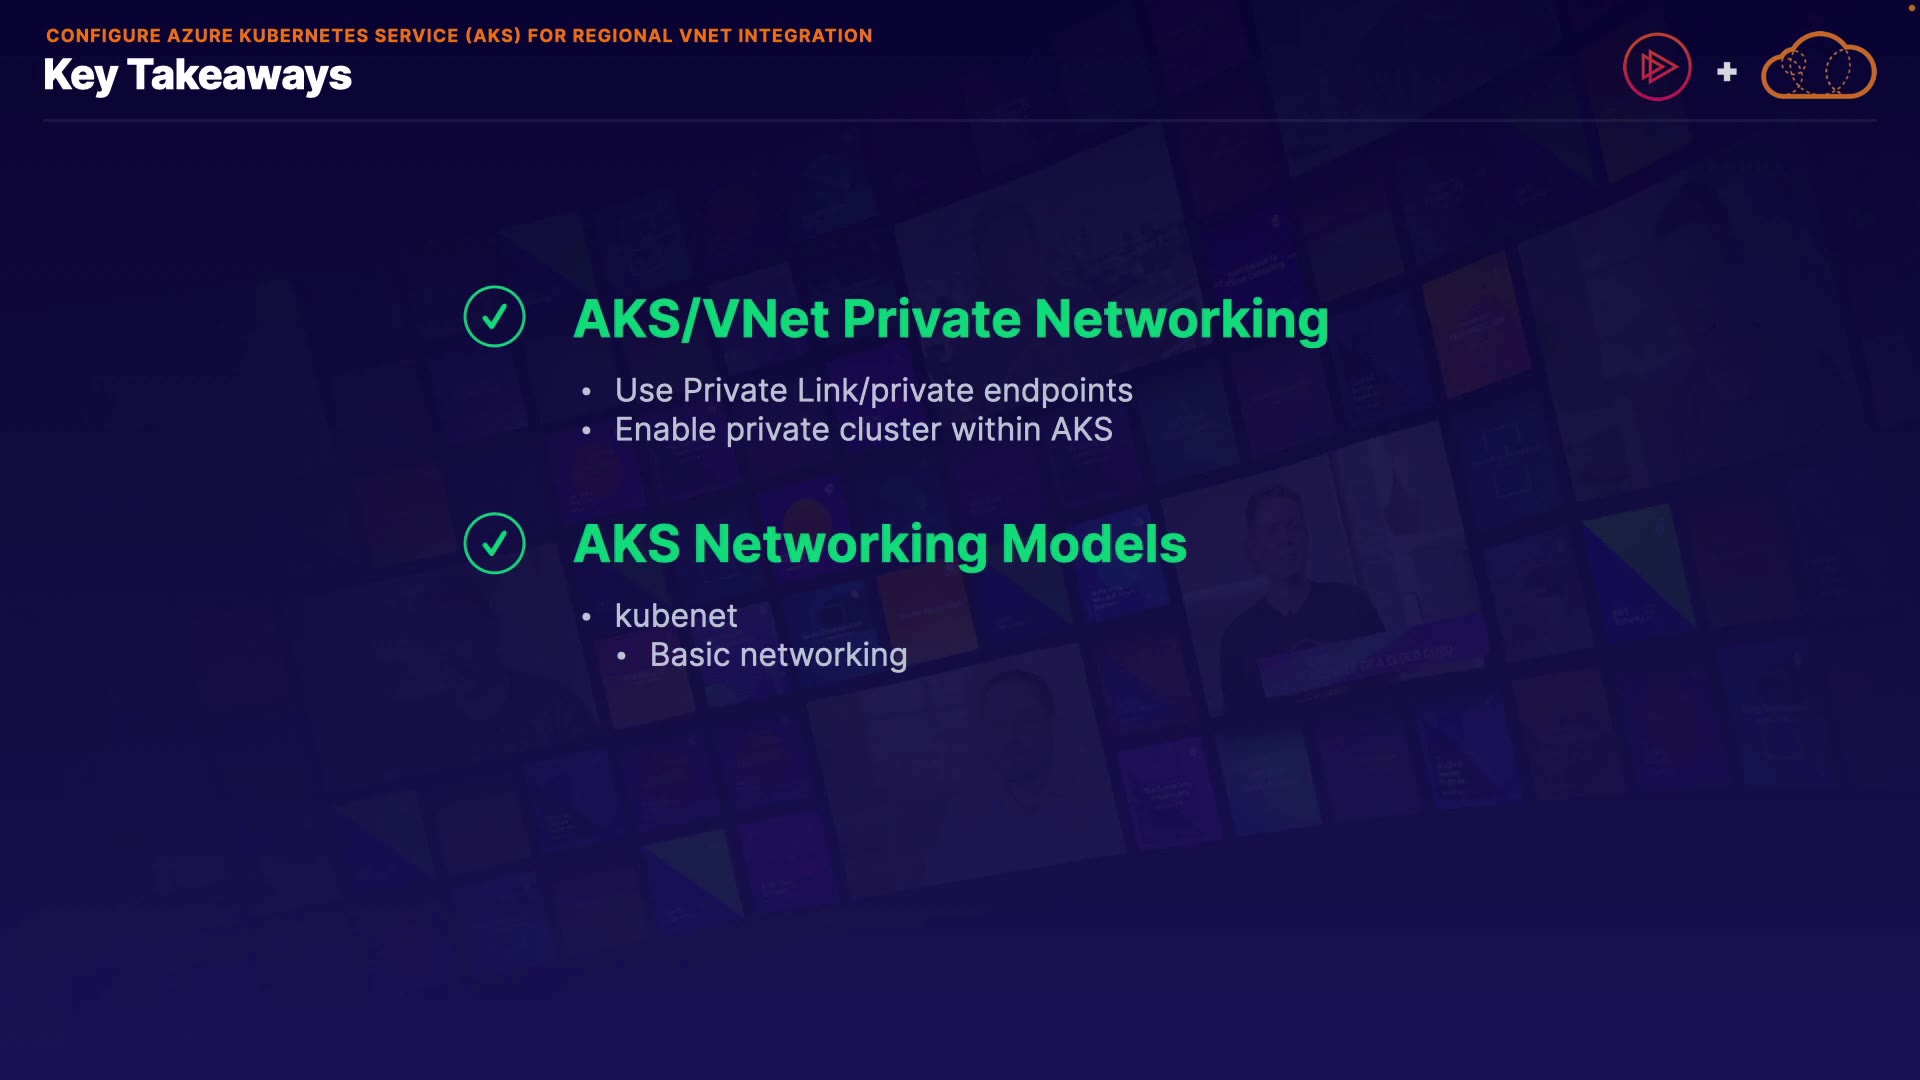 CONFIGURE AZURE KUBERNETES SERVICE (AKS) FOR REGIONAL VNET INTEGRATION
Key Takeaways
AKS/VNet Private Networking
• Use Private Link/private endpoints
• Enable private cluster within AKS
AKS Networking Models
• kubenet
• Basic networking